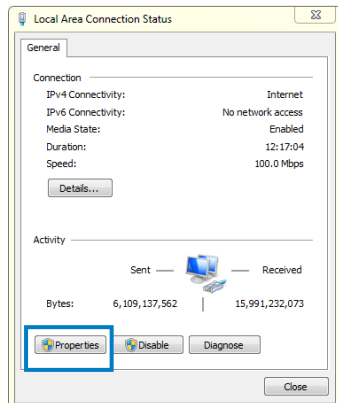 Local Area Connection Status
General
Connection
IPv4 Connectivity: Internet
IPv6 Connectivity: No network access
Media State: Enabled
Duration: 12:17:04
Speed: 100.0 Mbps
Details...
Activity
Sent Received
Bytes: 6,109,137,562 15,991,232,073
Properties Disable Diagnose
Close